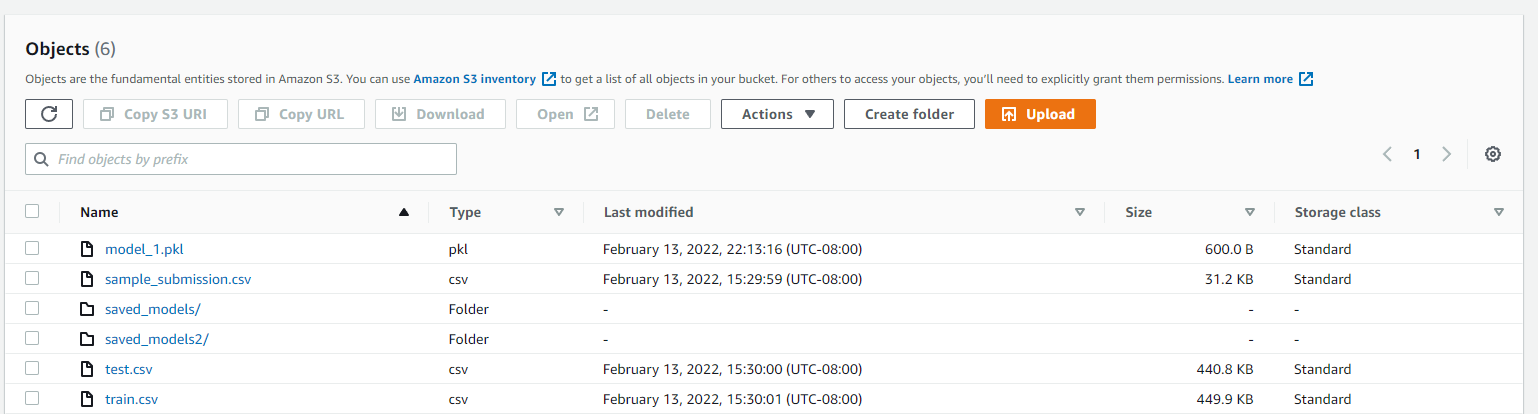 Objects (6)
Objects are the fundamental entities stored in Amazon S3. You can use Amazon S3 inventory to get a list of all objects in your bucket. For others to access your objects, you'll need to explicitly grant them permissions. Learn more
Copy S3 URI Copy URL Download Open Delete Actions Create folder Upload
Find objects by prefix 1
Name Type Last modified Size Storage class
model_1.pkl pkl February 13, 2022, 22:13:16 (UTC-08:00) 600.0 B Standard
sample_submission.csv csv February 13, 2022, 15:29:59 (UTC-08:00) 31.2 KB Standard
saved_models/ Folder - - -
saved_models2/ Folder - - -
test.csv csv February 13, 2022, 15:30:00 (UTC-08:00) 440.8 KB Standard
train.csv csv February 13, 2022, 15:30:01 (UTC-08:00) 449.9 KB Standard